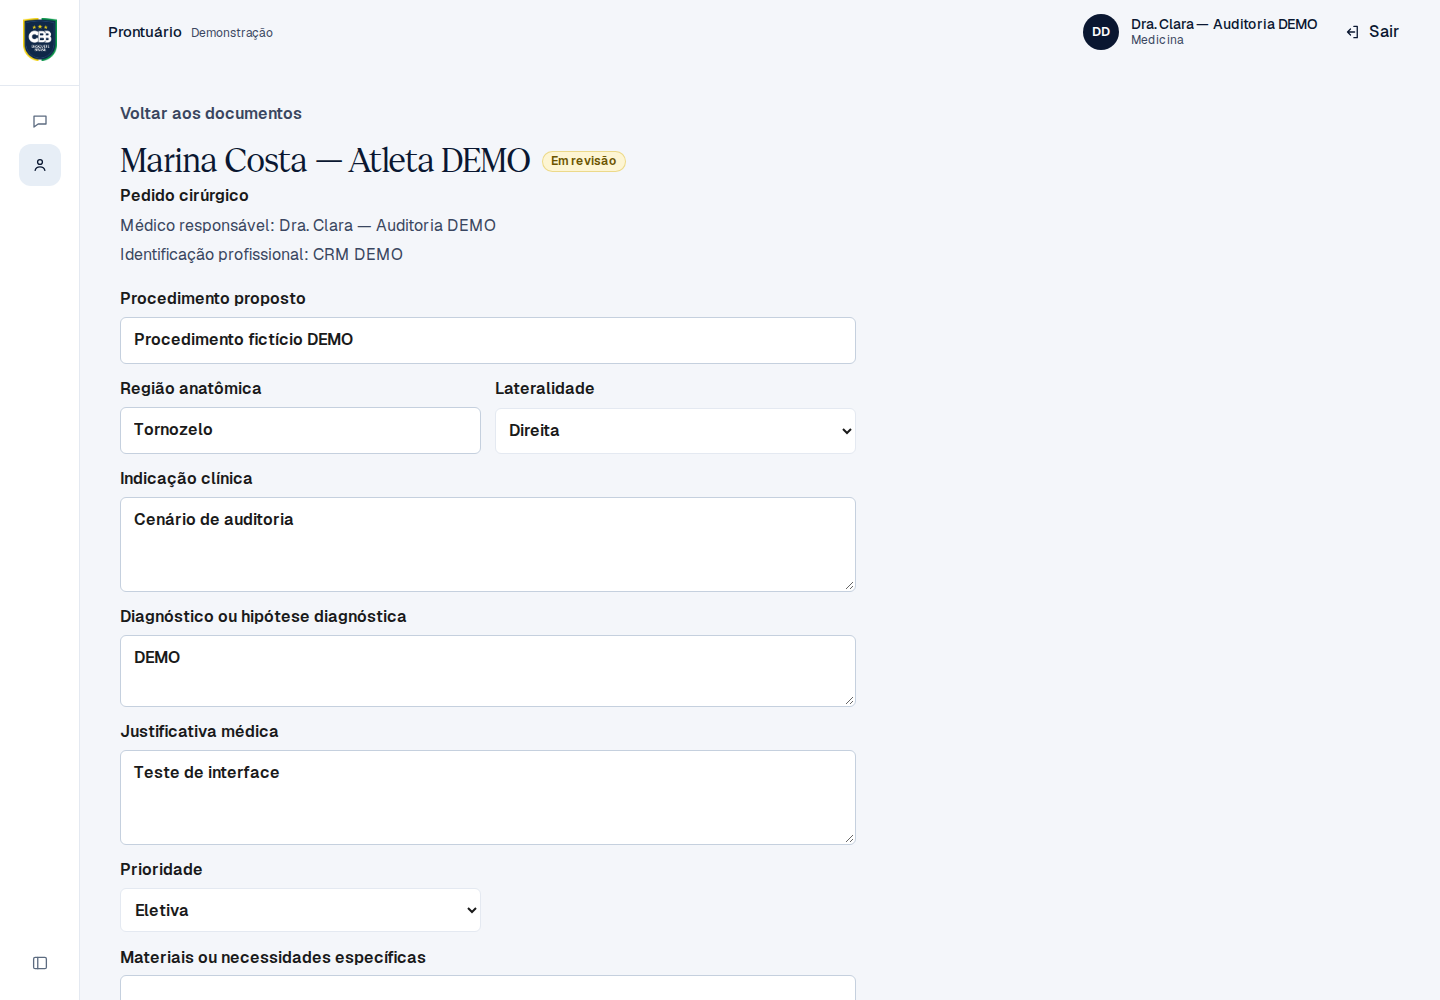 CBB
Prontuário Demonstração
DD
Dra. Clara — Auditoria DEMO
Medicina
Sair
Voltar aos documentos
Marina Costa — Atleta DEMO Em revisão
Pedido cirúrgico
Médico responsável: Dra. Clara — Auditoria DEMO
Identificação profissional: CRM DEMO
Procedimento proposto
Procedimento fictício DEMO
Região anatômica Lateralidade
Tornozelo Direita
Indicação clínica
Cenário de auditoria
Diagnóstico ou hipótese diagnóstica
DEMO
Justificativa médica
Teste de interface
Prioridade
Eletiva
Materiais ou necessidades específicas